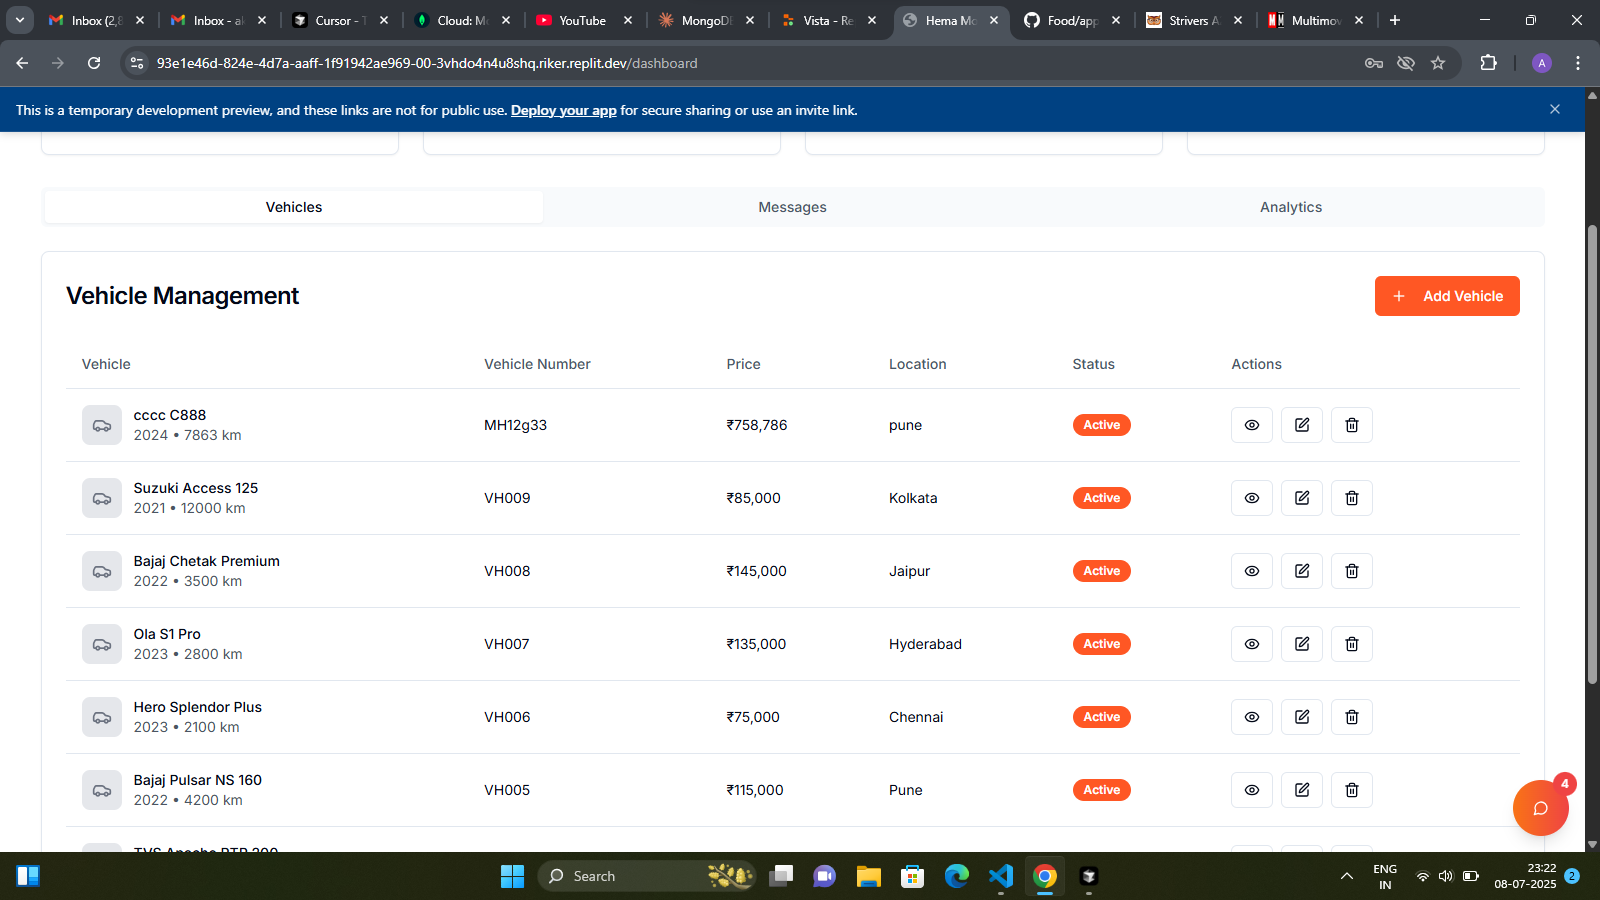 Inbox (2,8
Inbox - al
Cursor - T
Cloud: Mo
YouTube
MongoDB
Vista - Re
Hema Mo
Food/app
Strivers A
Multimov
93e1e46d-824e-4d7a-aaff-1f91942ae969-00-3vhdo4n4u8shq.riker.replit.dev/dashboard
A
This is a temporary development preview, and these links are not for public use. Deploy your app for secure sharing or use an invite link.
Vehicles Messages Analytics
Vehicle Management
+ Add Vehicle
Vehicle Vehicle Number Price Location Status Actions
cccc C888
2024 • 7863 km
MH12g33 ₹758,786 pune Active
Suzuki Access 125
2021 • 12000 km
VH009 ₹85,000 Kolkata Active
Bajaj Chetak Premium
2022 • 3500 km
VH008 ₹145,000 Jaipur Active
Ola S1 Pro
2023 • 2800 km
VH007 ₹135,000 Hyderabad Active
Hero Splendor Plus
2023 • 2100 km
VH006 ₹75,000 Chennai Active
Bajaj Pulsar NS 160
2022 • 4200 km
VH005 ₹115,000 Pune Active
4
TVS Apache RTR 200
Search
ENG
IN
23:22
08-07-2025
2